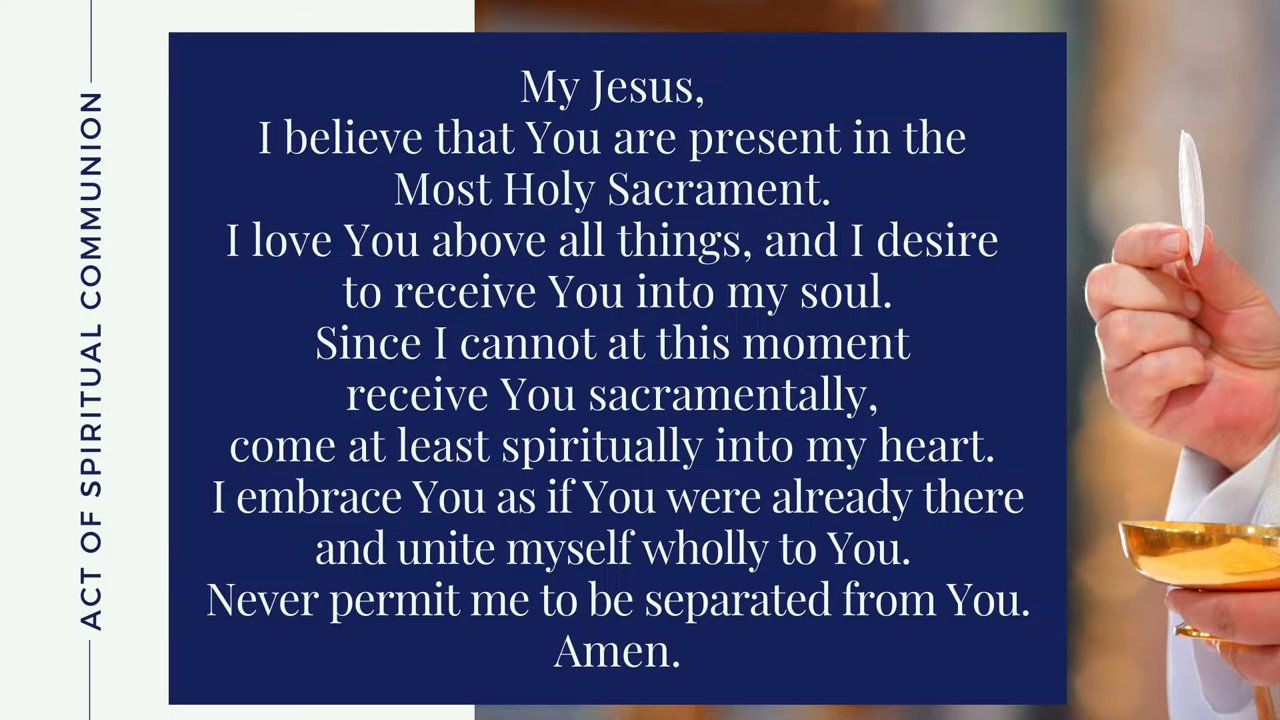 ACT OF SPIRITUAL COMMUNION
My Jesus,
I believe that You are present in the
Most Holy Sacrament.
I love You above all things, and I desire
to receive You into my soul.
Since I cannot at this moment
receive You sacramentally,
come at least spiritually into my heart.
I embrace You as if You were already there
and unite myself wholly to You.
Never permit me to be separated from You.
Amen.